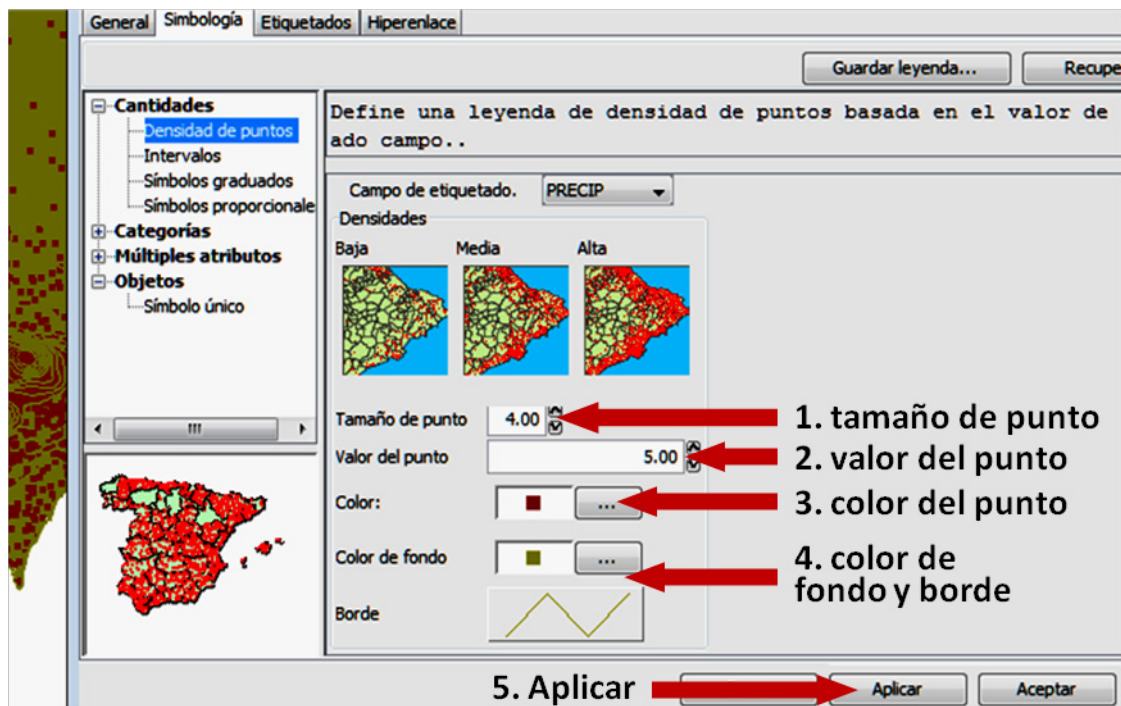 General Simbología Etiquetados Hiperenlace
Guardar leyenda...
Recupe
Cantidades
Densidad de puntos
Intervalos
Símbolos graduados
Símbolos proporcionale
Categorías
Múltiples atributos
Objetos
Símbolo único
Define una leyenda de densidad de puntos basada en el valor de
ado campo..
Campo de etiquetado. PRECIP
Densidades
Baja Media Alta
Tamaño de punto 4.00
1. tamaño de punto
Valor del punto 5.00
2. valor del punto
Color: ...
3. color del punto
Color de fondo ...
4. color de
fondo y borde
Borde
5. Aplicar
Aplicar
Aceptar